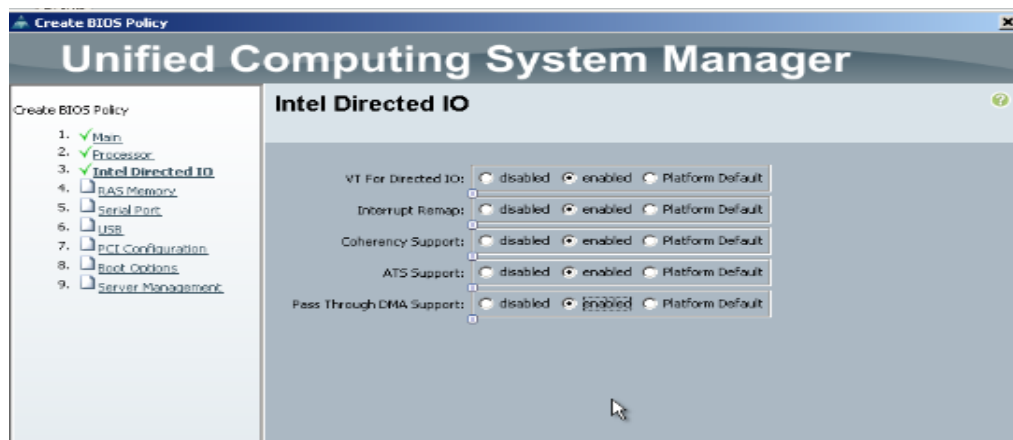 Create BIOS Policy
Unified Computing System Manager
Create BIOS Policy
1. Main
2. Processor
3. Intel Directed IO
4. RAS Memory
5. Serial Port
6. USB
7. PCI Configuration
8. Boot Options
9. Server Management
Intel Directed IO
VT For Directed IO: disabled enabled Platform Default
Interrupt Remap: disabled enabled Platform Default
Coherency Support: disabled enabled Platform Default
ATS Support: disabled enabled Platform Default
Pass Through DMA Support: disabled enabled Platform Default